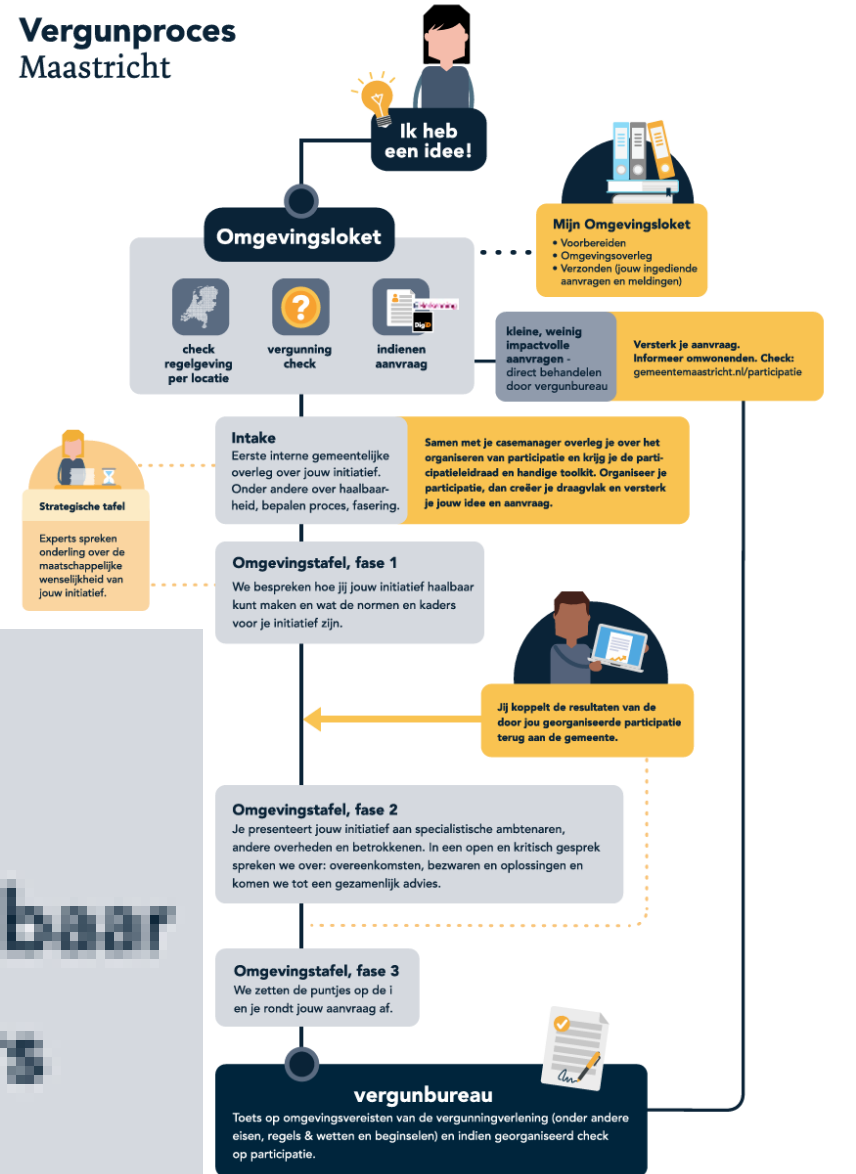 Vergunproces
Maastricht
Ik heb
een idee!
Omgevingsloket
Mijn Omgevingsloket
• Voorbereiden
• Omgevingsoverleg
• Verzonden (jouw ingediende
aanvragen en meldingen)
check
regelgeving
per locatie
vergunning
check
DigiD
indienen
aanvraag
kleine, weinig
impactvolle
aanvragen -
direct behandelen
door vergunbureau
Versterk je aanvraag.
Informeer omwonenden. Check:
gemeentemaastricht.nl/participatie
Intake
Eerste interne gemeentelijke
overleg over jouw initiatief.
Onder andere over haalbaar-
heid, bepalen proces, fasering.
Samen met je casemanager overleg je over het
organiseren van participatie en krijg je de parti-
cipatieleidraad en handige toolkit. Organiseer je
participatie, dan creëer je draagvlak en versterk
je jouw idee en aanvraag.
Strategische tafel
Experts spreken
onderling over de
maatschappelijke
wenselijkheid van
jouw initiatief.
Omgevingstafel, fase 1
We bespreken hoe jij jouw initiatief haalbaar
kunt maken en wat de normen en kaders
voor je initiatief zijn.
Jij koppelt de resultaten van de
door jou georganiseerde participatie
terug aan de gemeente.
Omgevingstafel, fase 2
Je presenteert jouw initiatief aan specialistische ambtenaren,
andere overheden en betrokkenen. In een open en kritisch gesprek
spreken we over: overeenkomsten, bezwaren en oplossingen en
komen we tot een gezamenlijk advies.
baar
s
Omgevingstafel, fase 3
We zetten de puntjes op de i
en je rondt jouw aanvraag af.
vergunbureau
Toets op omgevingsvereisten van de vergunningverlening (onder andere
eisen, regels & wetten en beginselen) en indien georganiseerd check
op participatie.